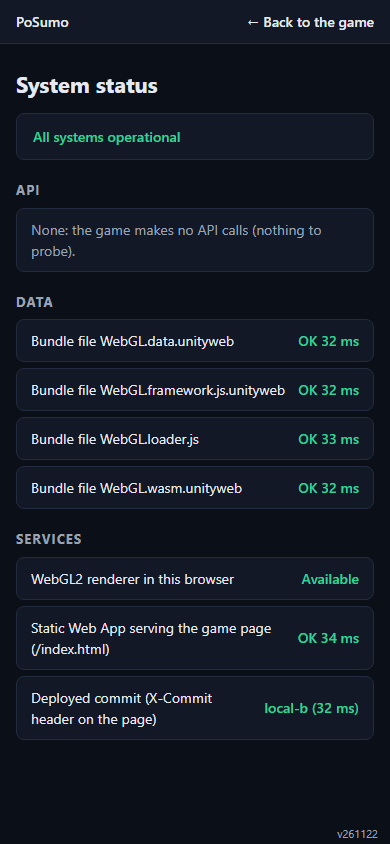 PoSumo
← Back to the game
System status
All systems operational
API
None: the game makes no API calls (nothing to
probe).
DATA
Bundle file WebGL.data.unityweb OK 32 ms
Bundle file WebGL.framework.js.unityweb OK 32 ms
Bundle file WebGL.loader.js OK 33 ms
Bundle file WebGL.wasm.unityweb OK 32 ms
SERVICES
WebGL2 renderer in this browser Available
Static Web App serving the game page
(/index.html) OK 34 ms
Deployed commit (X-Commit
header on the page) local-b (32 ms)
v261122